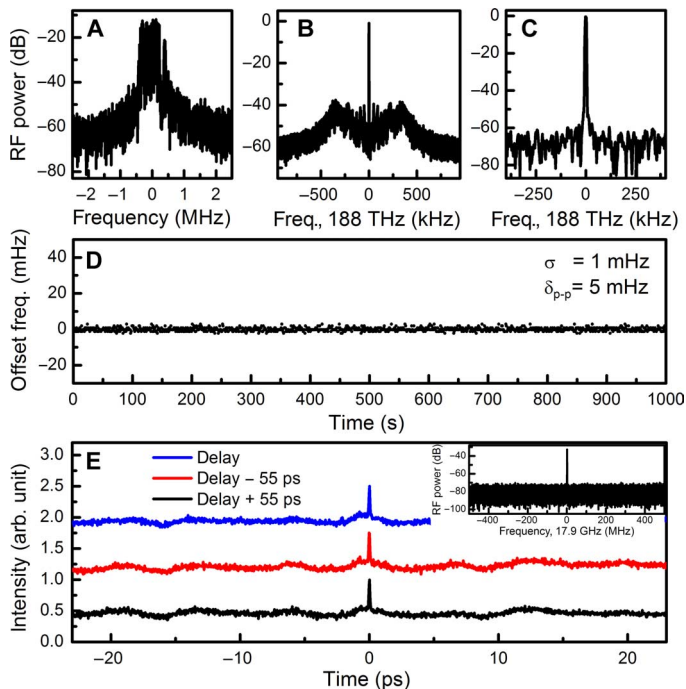 A
B
C
RF power (dB)
0
−20
−40
−60
−80
−2 −1 0 1 2
Frequency (MHz)
0
−20
−40
−60
−500 0 500
Freq., 188 THz (kHz)
0
−20
−40
−60
−80
−250 0 250
Freq., 188 THz (kHz)
D
σ = 1 mHz
δp-p= 5 mHz
Offset freq. (mHz)
40
20
0
−20
0 100 200 300 400 500 600 700 800 900 1000
Time (s)
E
Delay
Delay − 55 ps
Delay + 55 ps
Intensity (arb. unit)
3.0
2.5
2.0
1.5
1.0
0.5
0.0
−20 −10 0 10 20
Time (ps)
RF power (dB)
−40
−60
−80
−100
−400 −200 0 200 400
Frequency, 17.9 GHz (MHz)